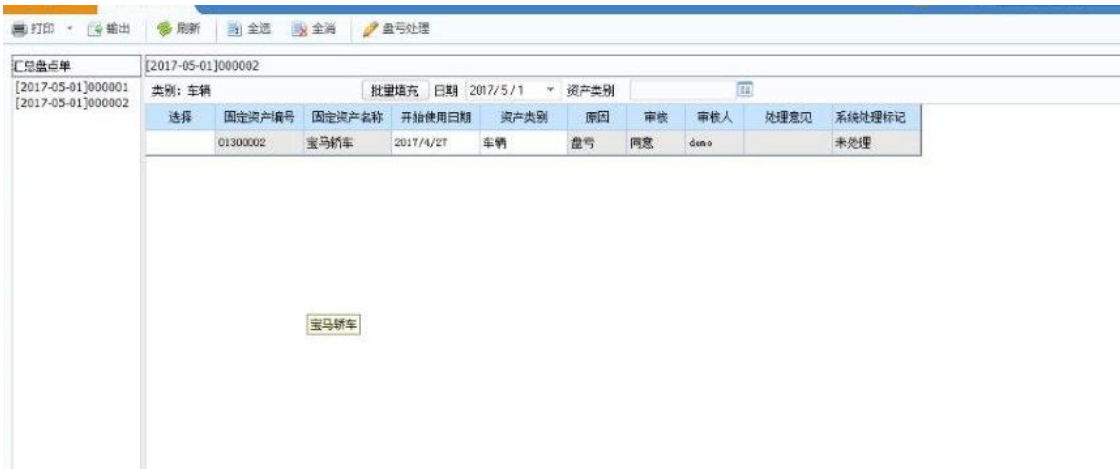 打印 输出 刷新 全选 全消 盘亏处理
汇总盘点单 [2017-05-01]000002
[2017-05-01]000001
[2017-05-01]000002
类别: 车辆 批量填充 日期 2017/5/1 资产类别
选择 固定资产编号 固定资产名称 开始使用日期 资产类别 原因 审核 审核人 处理意见 系统处理标记
01300002 宝马轿车 2017/4/27 车辆 盘亏 同意 demo 未处理
宝马轿车